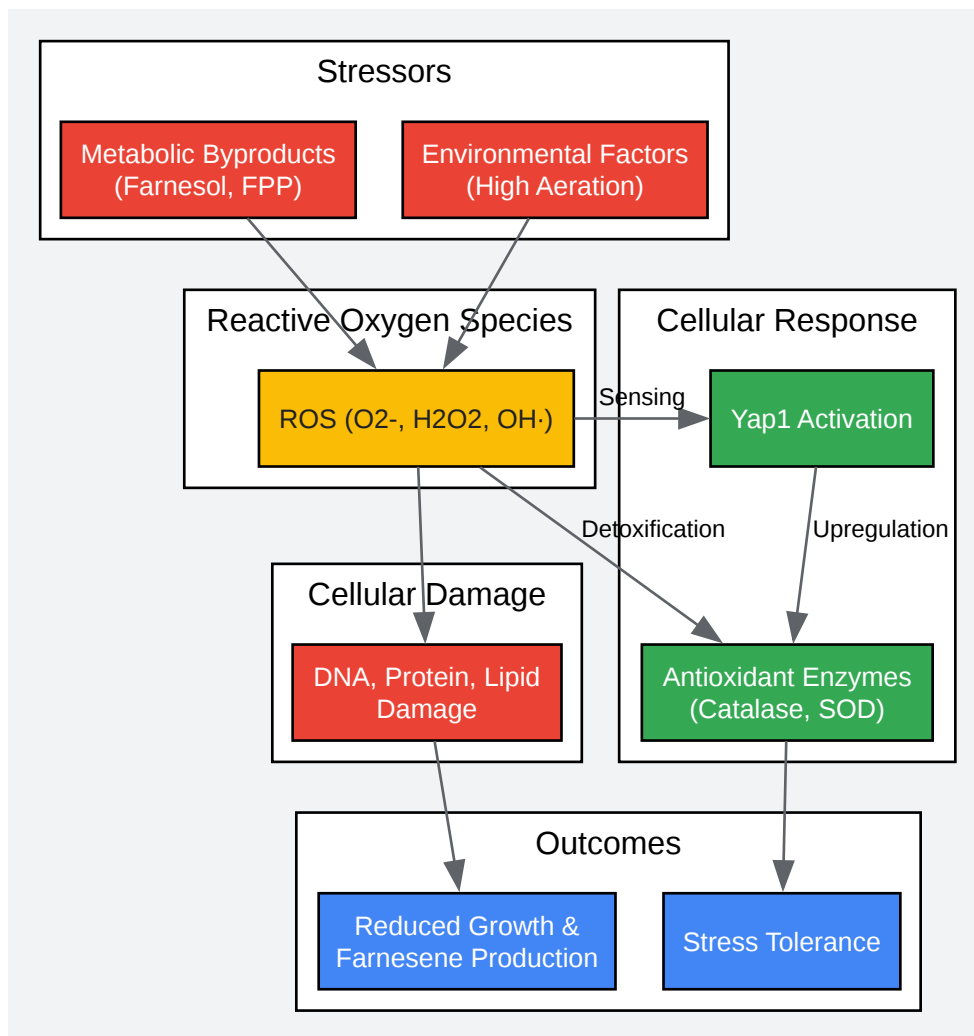 Stressors
Metabolic Byproducts
(Farnesol, FPP)
Environmental Factors
(High Aeration)
Reactive Oxygen Species
ROS (O2-, H2O2, OH·)
Sensing
Cellular Response
Yap1 Activation
Detoxification
Upregulation
Cellular Damage
DNA, Protein, Lipid
Damage
Antioxidant Enzymes
(Catalase, SOD)
Outcomes
Reduced Growth &
Farnesene Production
Stress Tolerance